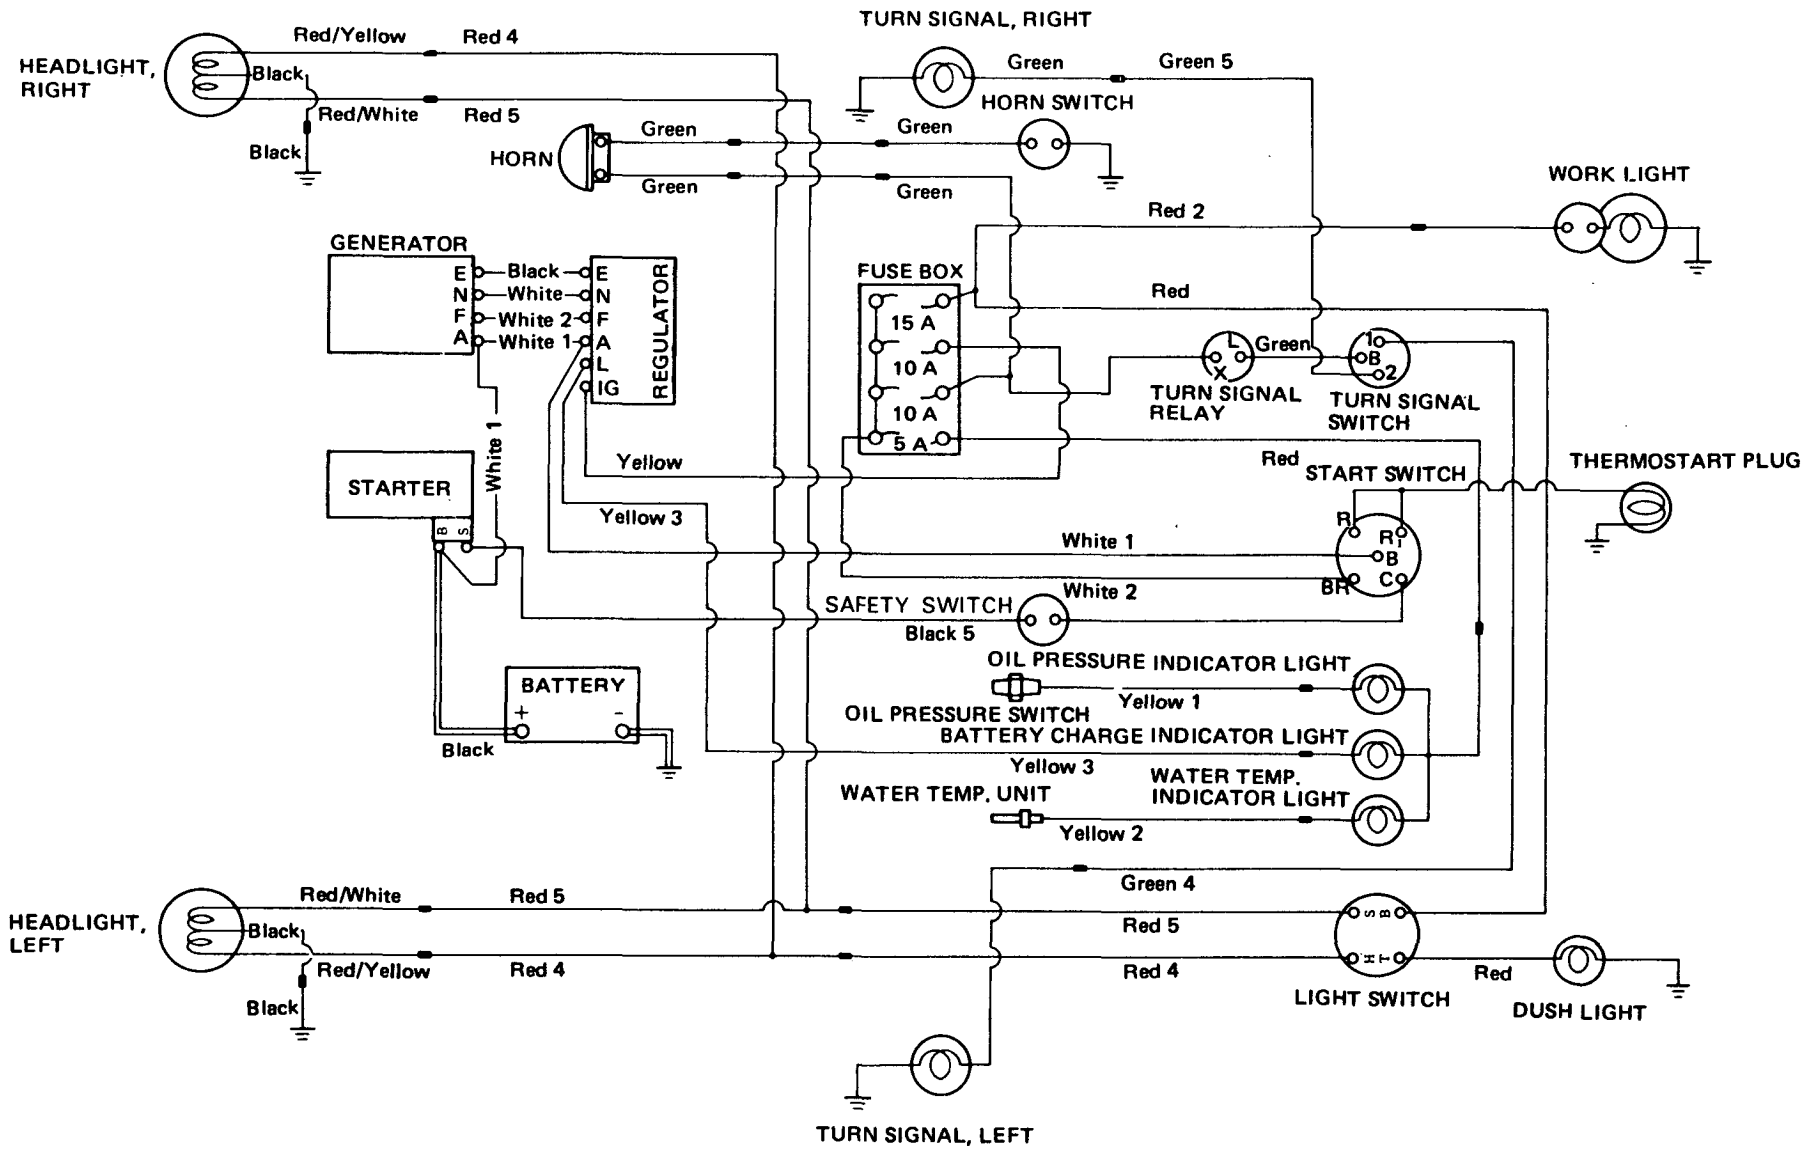 TURN SIGNAL, RIGHT
Red/Yellow
Red 4
HEADLIGHT,
RIGHT
Black
Green
Green 5
Red/White
Red 5
HORN SWITCH
Black
HORN
Green
Green
Green
Green
WORK LIGHT
Red 2
GENERATOR
E
N
F
A
Black
White
White 2
White 1
E
N
F
A
L
IG
REGULATOR
FUSE BOX
15 A
10 A
10 A
5 A
Red
L
X
Green
1
B
2
TURN SIGNAL
RELAY
TURN SIGNAL
SWITCH
White 1
STARTER
B
S
Yellow
Yellow 3
Red
START SWITCH
THERMOSTART PLUG
R
R1
B
BR
C
White 1
White 2
SAFETY SWITCH
Black 5
BATTERY
+
-
Black
OIL PRESSURE INDICATOR LIGHT
Yellow 1
OIL PRESSURE SWITCH
BATTERY CHARGE INDICATOR LIGHT
Yellow 3
WATER TEMP.
INDICATOR LIGHT
WATER TEMP. UNIT
Yellow 2
Green 4
Red/White
Red 5
HEADLIGHT,
LEFT
Black
Red/Yellow
Red 4
Black
Red 5
Red 4
S
B
H
T
LIGHT SWITCH
Red
DUSH LIGHT
TURN SIGNAL, LEFT